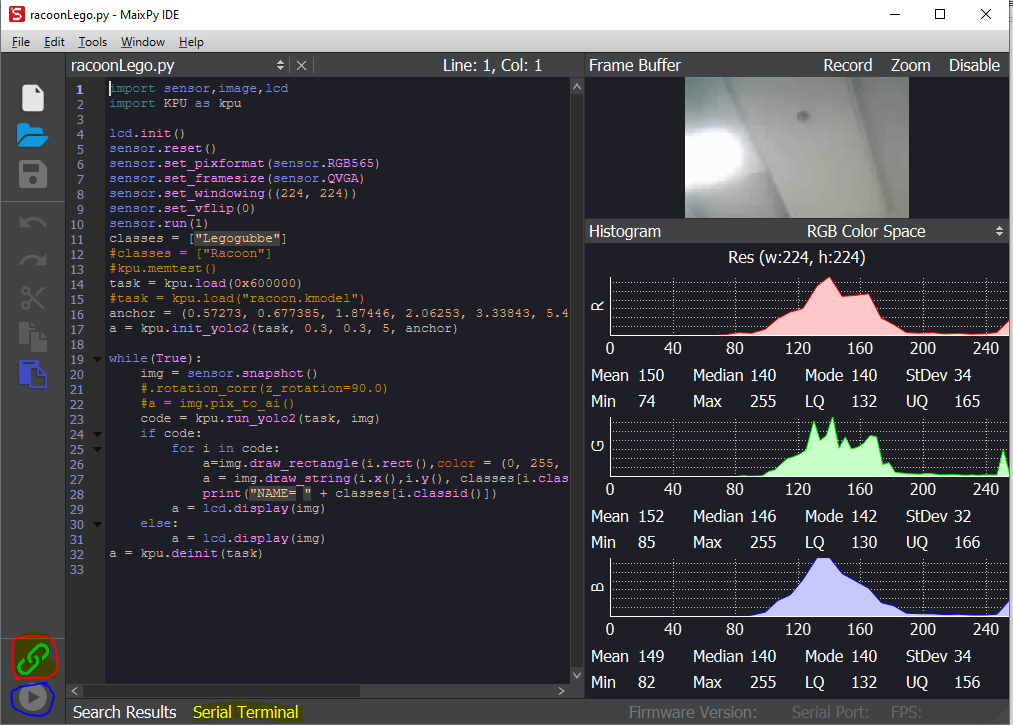 racoonLego.py - MaixPy IDE
File Edit Tools Window Help
racoonLego.py Line: 1, Col: 1
1 import sensor,image,lcd
2 import KPU as kpu
3
4 lcd.init()
5 sensor.reset()
6 sensor.set_pixformat(sensor.RGB565)
7 sensor.set_framesize(sensor.QVGA)
8 sensor.set_windowing((224, 224))
9 sensor.set_vflip(0)
10 sensor.run(1)
11 classes = ["Legogubbe"]
12 #classes = ["Racoon"]
13 #kpu.memtest()
14 task = kpu.load(0x600000)
15 #task = kpu.load("racoon.kmodel")
16 anchor = (0.57273, 0.677385, 1.87446, 2.06253, 3.33843, 5.4
17 a = kpu.init_yolo2(task, 0.3, 0.3, 5, anchor)
18
19 while(True):
20 img = sensor.snapshot()
21 #.rotation_corr(z_rotation=90.0)
22 #a = img.pix_to_ai()
23 code = kpu.run_yolo2(task, img)
24 if code:
25 for i in code:
26 a=img.draw_rectangle(i.rect(),color = (0, 255,
27 a = img.draw_string(i.x(),i.y(), classes[i.clas
28 print("NAME= " + classes[i.classid()])
29 a = lcd.display(img)
30 else:
31 a = lcd.display(img)
32 a = kpu.deinit(task)
33
Search Results Serial Terminal
Frame Buffer Record Zoom Disable
Histogram RGB Color Space
Res (w:224, h:224)
R
0 40 80 120 160 200 240
Mean 150 Median 140 Mode 140 StDev 34
Min 74 Max 255 LQ 132 UQ 165
G
0 40 80 120 160 200 240
Mean 152 Median 146 Mode 142 StDev 32
Min 85 Max 255 LQ 130 UQ 166
B
0 40 80 120 160 200 240
Mean 149 Median 140 Mode 140 StDev 34
Min 82 Max 255 LQ 132 UQ 156
Firmware Version: Serial Port: FPS: